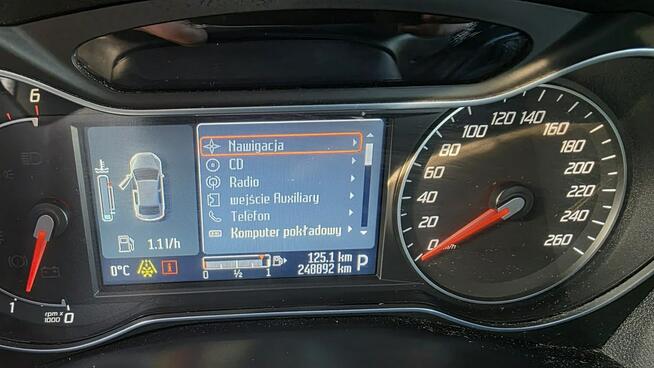 Nawigacja
CD
Radio
wejście Auxiliary
Telefon
Komputer pokładowy
1.1l/h
0°C
0 ½ 1
125.1 km
248892 km
P
6
1
rpm x 1000
0
0 20 40 60 80 100 120 140 160 180 200 220 240 260
km/h